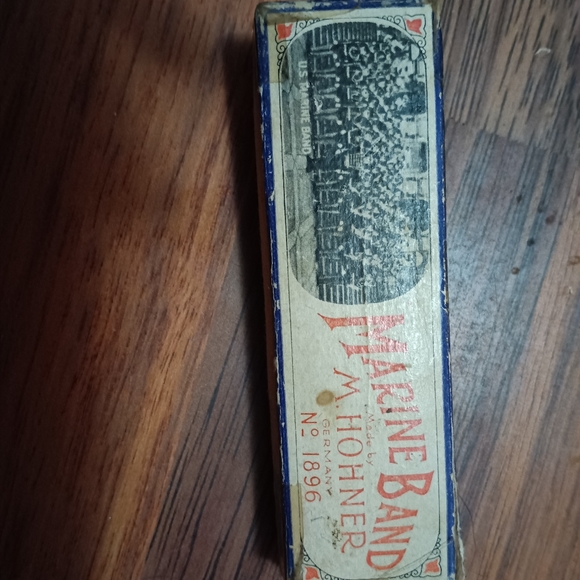 U.S. MARINE BAND
MARINE BAND
Made by
M. HOHNER
GERMANY
Nº 1896